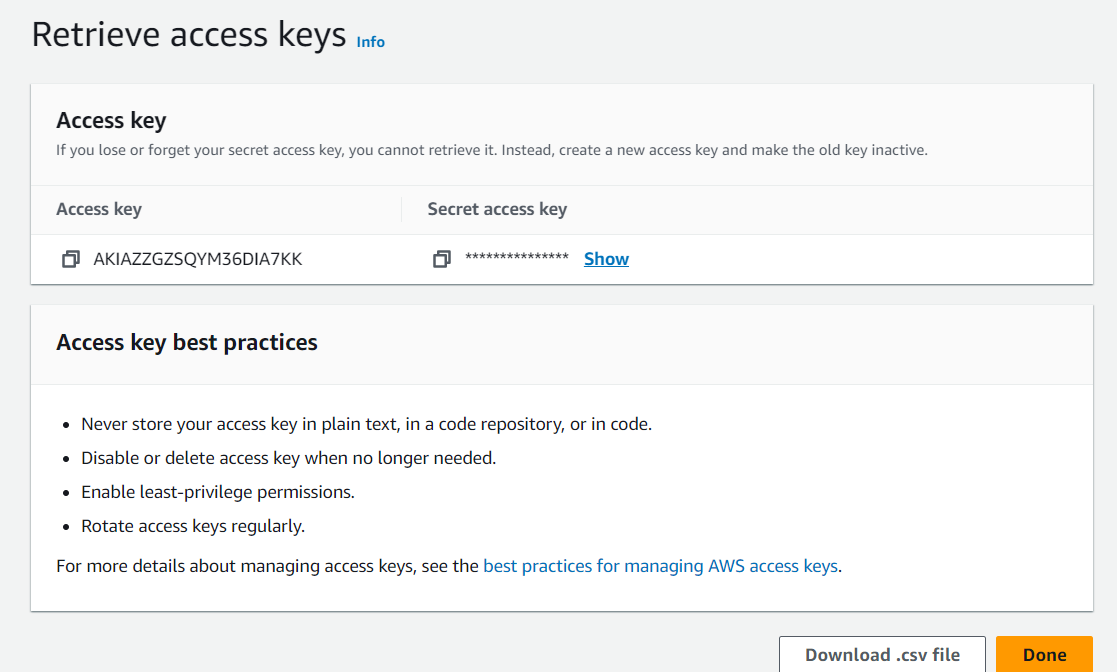 Retrieve access keys Info
Access key
If you lose or forget your secret access key, you cannot retrieve it. Instead, create a new access key and make the old key inactive.
Access key Secret access key
AKIAZZGZSQYM36DIA7KK *************** Show
Access key best practices
• Never store your access key in plain text, in a code repository, or in code.
• Disable or delete access key when no longer needed.
• Enable least-privilege permissions.
• Rotate access keys regularly.
For more details about managing access keys, see the best practices for managing AWS access keys.
Download .csv file Done